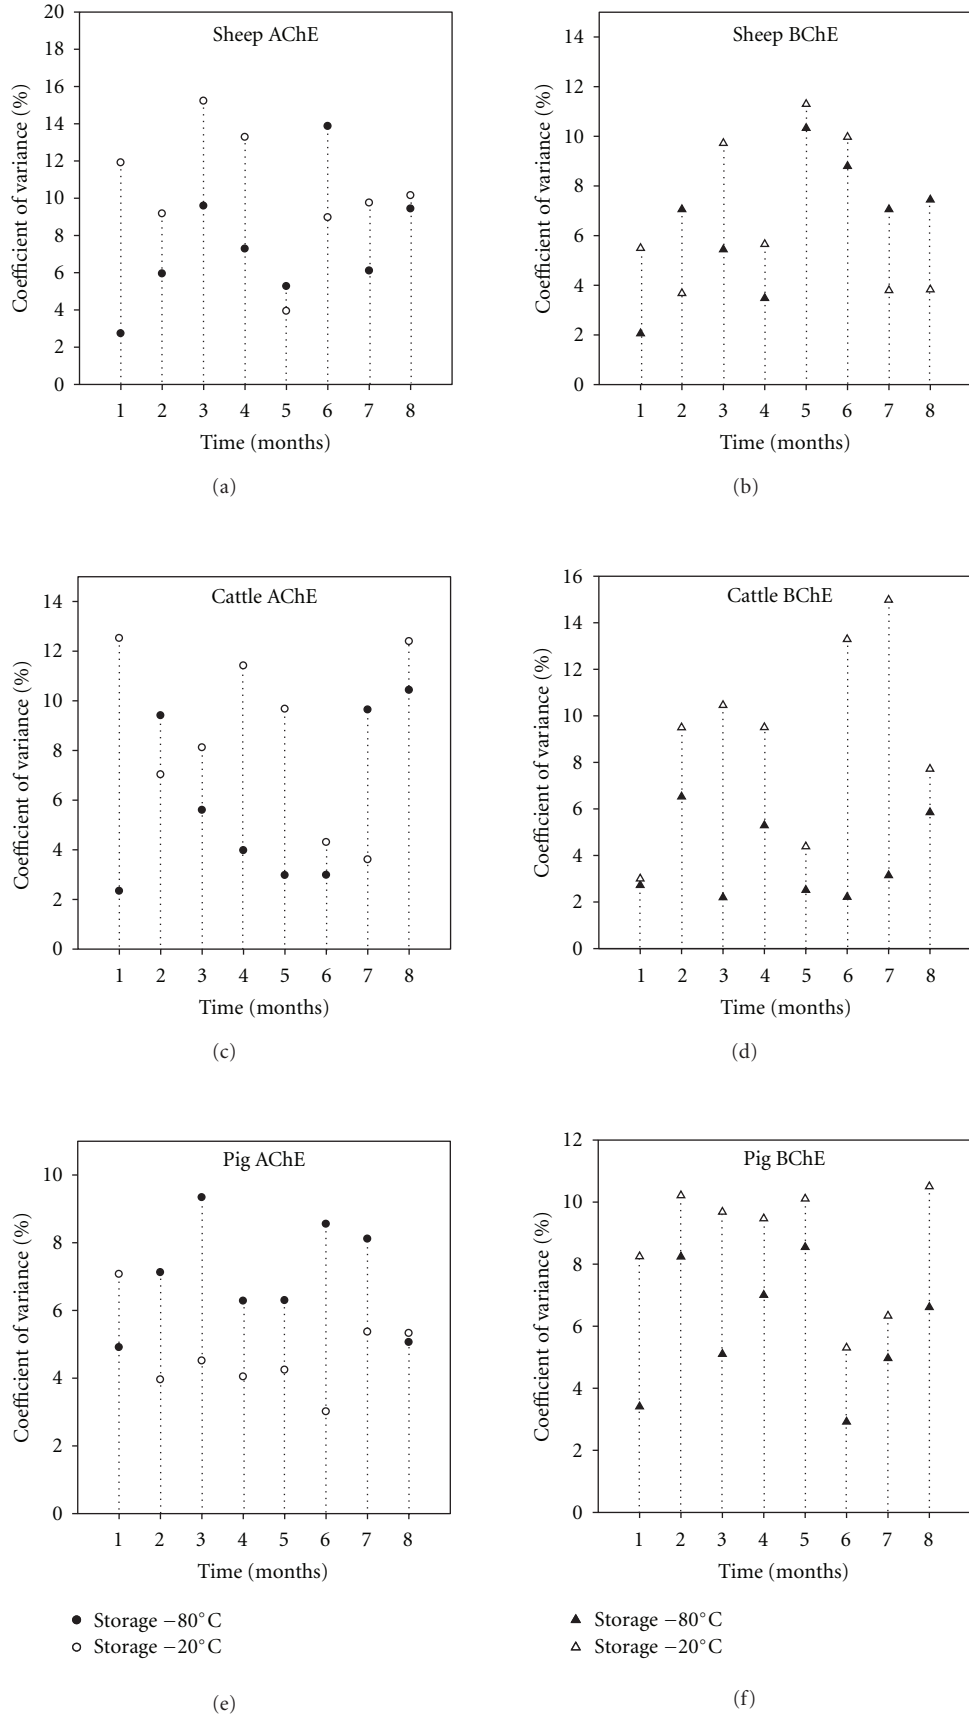 Sheep AChE
Coefficient of variance (%)
20
18
16
14
12
10
8
6
4
2
0
1 2 3 4 5 6 7 8
Time (months)
(a)
Sheep BChE
Coefficient of variance (%)
14
12
10
8
6
4
2
0
1 2 3 4 5 6 7 8
Time (months)
(b)
Cattle AChE
Coefficient of variance (%)
14
12
10
8
6
4
2
0
1 2 3 4 5 6 7 8
Time (months)
(c)
Cattle BChE
Coefficient of variance (%)
16
14
12
10
8
6
4
2
0
1 2 3 4 5 6 7 8
Time (months)
(d)
Pig AChE
Coefficient of variance (%)
10
8
6
4
2
0
1 2 3 4 5 6 7 8
Time (months)
Storage −80°C
Storage −20°C
(e)
Pig BChE
Coefficient of variance (%)
12
10
8
6
4
2
0
1 2 3 4 5 6 7 8
Time (months)
Storage −80°C
Storage −20°C
(f)